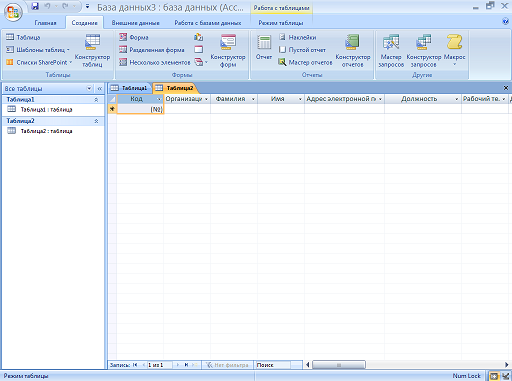 База данных3 : база данных (Acc...
Работа с таблицами
Главная
Создание
Внешние данные
Работа с базами данных
Режим таблицы
Таблица
Шаблоны таблиц
Списки SharePoint
Конструктор таблиц
Таблицы
Форма
Разделенная форма
Несколько элементов
Конструктор форм
Формы
Отчет
Наклейки
Пустой отчет
Мастер отчетов
Конструктор отчетов
Отчеты
Мастер запросов
Конструктор запросов
Макрос
Другие
Все таблицы
Таблица1
Таблица1 : таблица
Таблица2
Таблица2 : таблица
Таблица1
Таблица2
Код
Организаци
Фамилия
Имя
Адрес электронной по
Должность
Рабочий те.
(№)
Запись:
1 из 1
Нет фильтра
Поиск
Режим таблицы
Num Lock